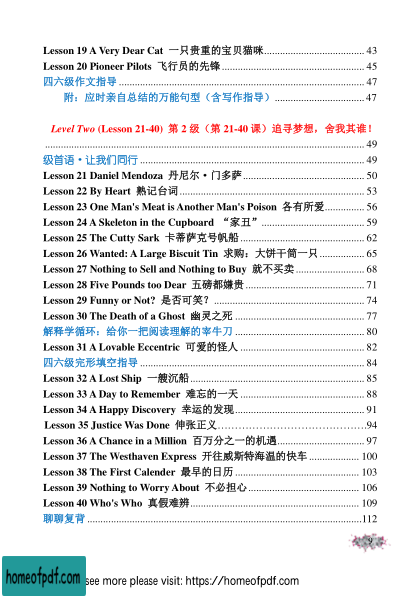 Lesson 19 A Very Dear Cat 一只贵重的宝贝猫咪........................................ 43
Lesson 20 Pioneer Pilots 飞行员的先锋..................................................... 45
四六级作文指导 .............................................................................. 47
附：应时亲自总结的万能句型（含写作指导）............................... 47
Level Two (Lesson 21-40) 第 2 级（第 21-40 课）追寻梦想，舍我其谁！
.................................................................................................... 49
级首语·让我们同行 ...................................................................... 49
Lesson 21 Daniel Mendoza 丹尼尔·门多萨............................................ 50
Lesson 22 By Heart 熟记台词................................................................. 53
Lesson 23 One Man's Meat is Another Man's Poison 各有所爱.............. 56
Lesson 24 A Skeleton in the Cupboard “家丑”..................................... 59
Lesson 25 The Cutty Sark 卡蒂萨克号帆船............................................ 62
Lesson 26 Wanted: A Large Biscuit Tin 求购：大饼干筒一只................ 65
Lesson 27 Nothing to Sell and Nothing to Buy 就不买卖....................... 68
Lesson 28 Five Pounds too Dear 五磅都嫌贵......................................... 71
Lesson 29 Funny or Not? 是否可笑？..................................................... 74
Lesson 30 The Death of a Ghost 幽灵之死.............................................. 77
解释学循环：给你一把阅读理解的宰牛刀 ......................................... 80
Lesson 31 A Lovable Eccentric 可爱的怪人............................................ 82
四六级完形填空指导 ...................................................................... 84
Lesson 32 A Lost Ship 一艘沉船............................................................. 85
Lesson 33 A Day to Remember 难忘的一天........................................... 88
Lesson 34 A Happy Discovery 幸运的发现............................................. 91
Lesson 35 Justice Was Done 伸张正义……………………………………….94
Lesson 36 A Chance in a Million 百万分之一的机遇.............................. 97
Lesson 37 The Westhaven Express 开往威斯特海温的快车 .................. 100
Lesson 38 The First Calender 最早的日历 ............................................ 103
Lesson 39 Nothing to Worry About 不必担心....................................... 106
Lesson 40 Who's Who 真假难辨........................................................... 109
聊聊复背 .......................................................................................112
9
homeofpdf.com
see more please visit: https://homeofpdf.com